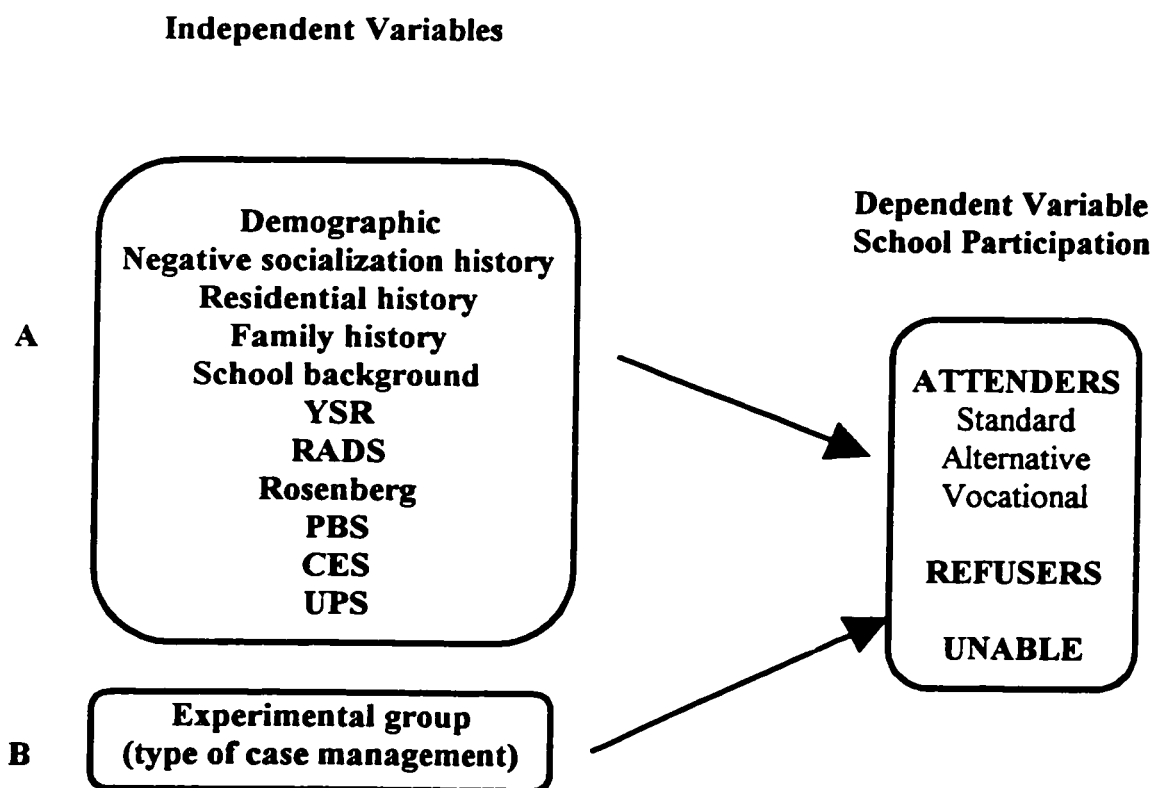 Independent Variables
A
Demographic
Negative socialization history
Residential history
Family history
School background
YSR
RADS
Rosenberg
PBS
CES
UPS
B
Experimental group
(type of case management)
Dependent Variable
School Participation
ATTENDERS
Standard
Alternative
Vocational
REFUSERS
UNABLE